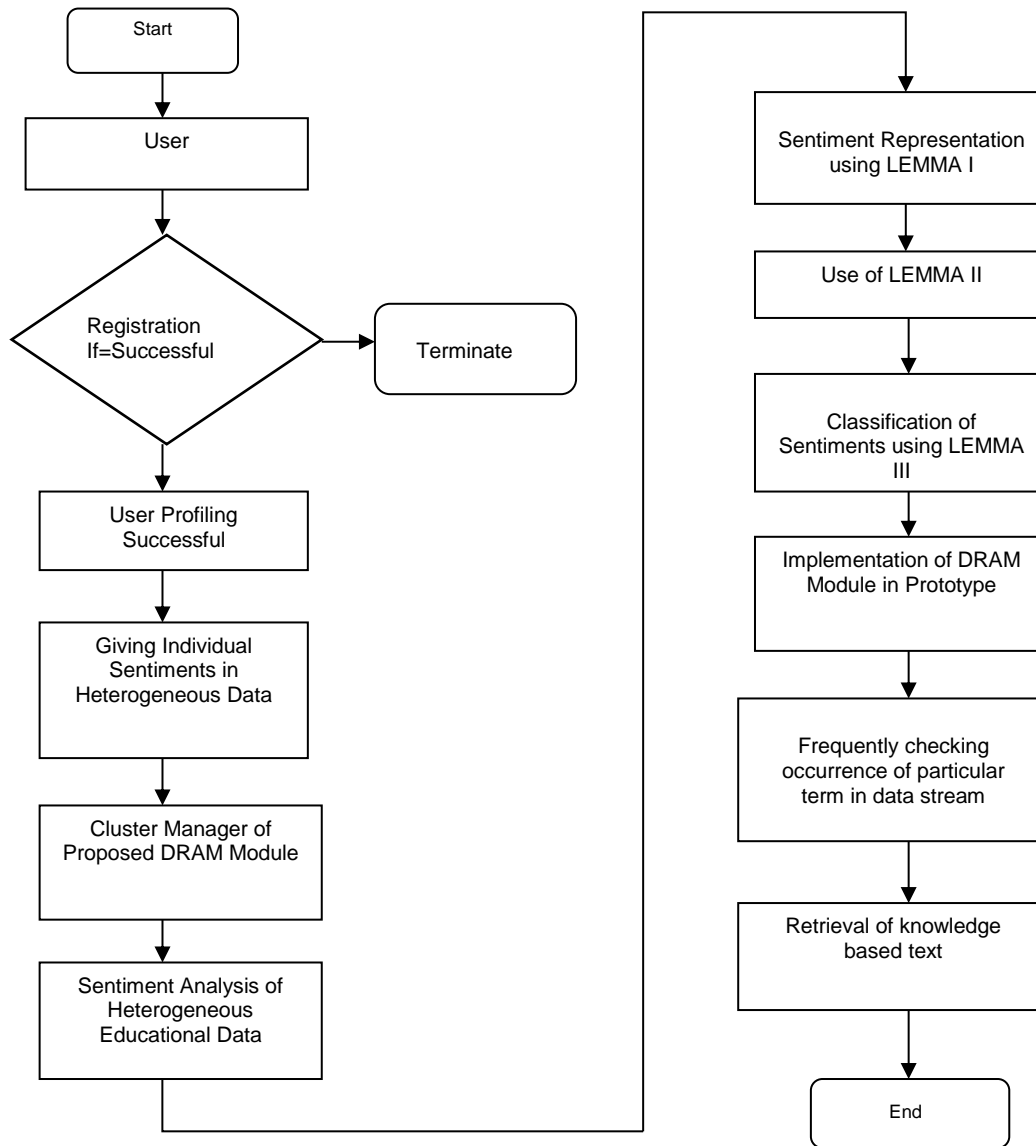 Start
User
Registration
If=Successful
Terminate
User Profiling
Successful
Giving Individual
Sentiments in
Heterogeneous Data
Cluster Manager of
Proposed DRAM Module
Sentiment Analysis of
Heterogeneous
Educational Data
Sentiment Representation
using LEMMA I
Use of LEMMA II
Classification of
Sentiments using LEMMA
III
Implementation of DRAM
Module in Prototype
Frequently checking
occurrence of particular
term in data stream
Retrieval of knowledge
based text
End